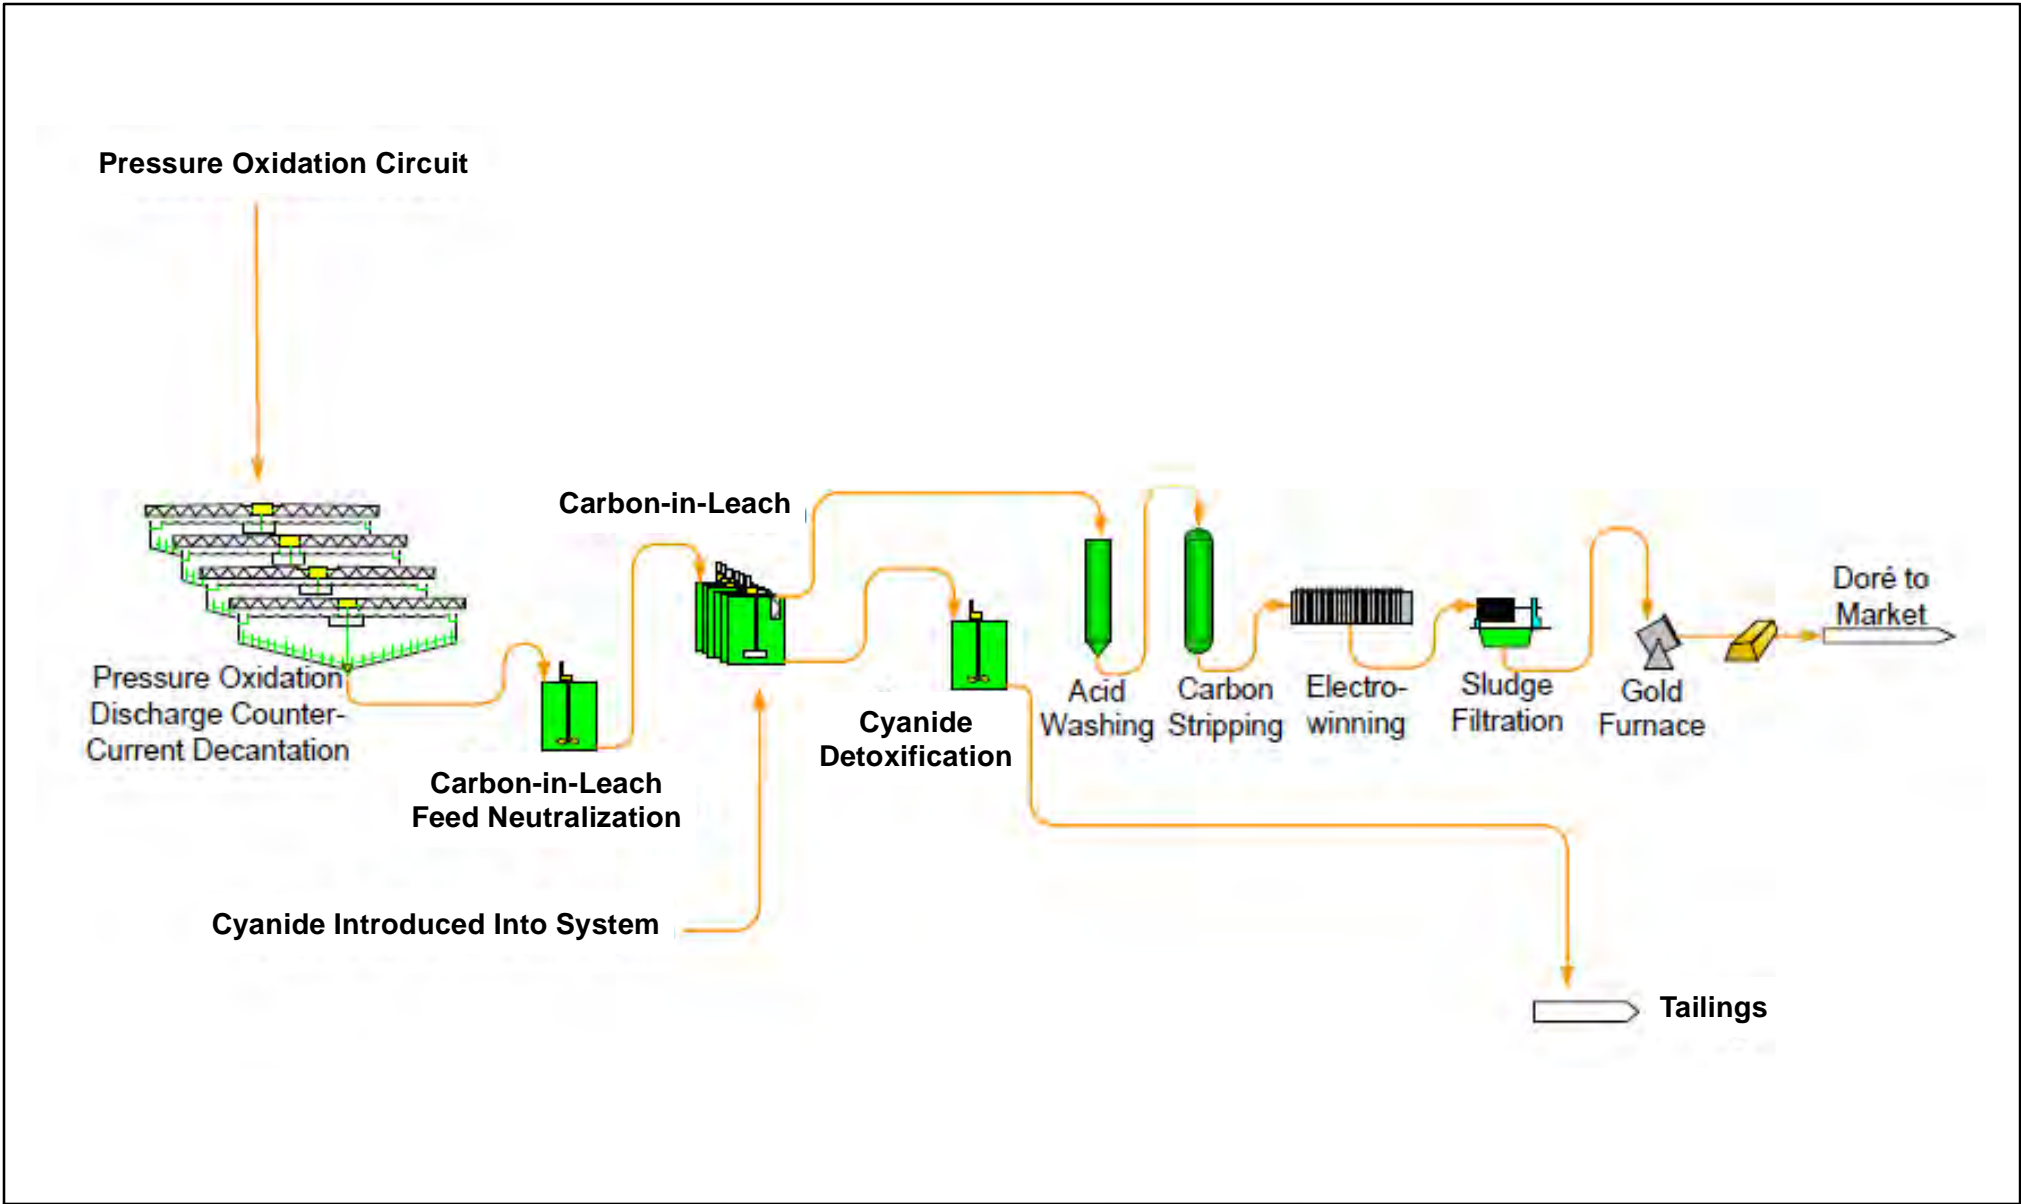 Pressure Oxidation Circuit
Carbon-in-Leach
Pressure Oxidation
Discharge Counter-
Current Decantation
Carbon-in-Leach
Feed Neutralization
Cyanide
Detoxification
Acid
Washing
Carbon
Stripping
Electro-
winning
Sludge
Filtration
Gold
Furnace
Doré to
Market
Cyanide Introduced Into System
Tailings